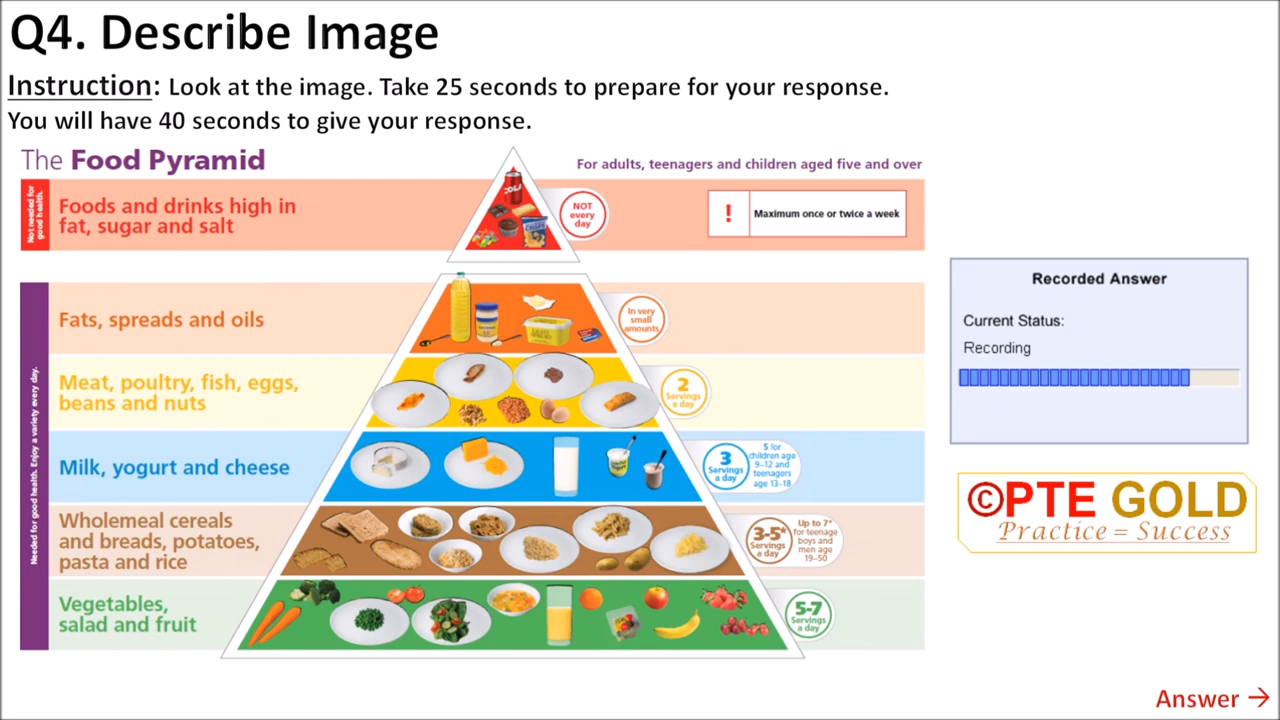 Q4. Describe Image
Instruction: Look at the image. Take 25 seconds to prepare for your response.
You will have 40 seconds to give your response.
The Food Pyramid
For adults, teenagers and children aged five and over
Not needed for
good health.
Foods and drinks high in
fat, sugar and salt
NOT
every
day
! Maximum once or twice a week
Needed for good health. Enjoy a variety every day.
Fats, spreads and oils
In very
small
amounts
Meat, poultry, fish, eggs,
beans and nuts
2
Servings
a day
Milk, yogurt and cheese
3
Servings
a day
5 for
children age
9–12 and
teenagers
age 13–18
Wholemeal cereals
and breads, potatoes,
pasta and rice
3-5*
Servings
a day
Up to 7*
for teenage
boys and
men age
19–50
Vegetables,
salad and fruit
5-7
Servings
a day
Recorded Answer
Current Status:
Recording
©PTE GOLD
Practice = Success
Answer →